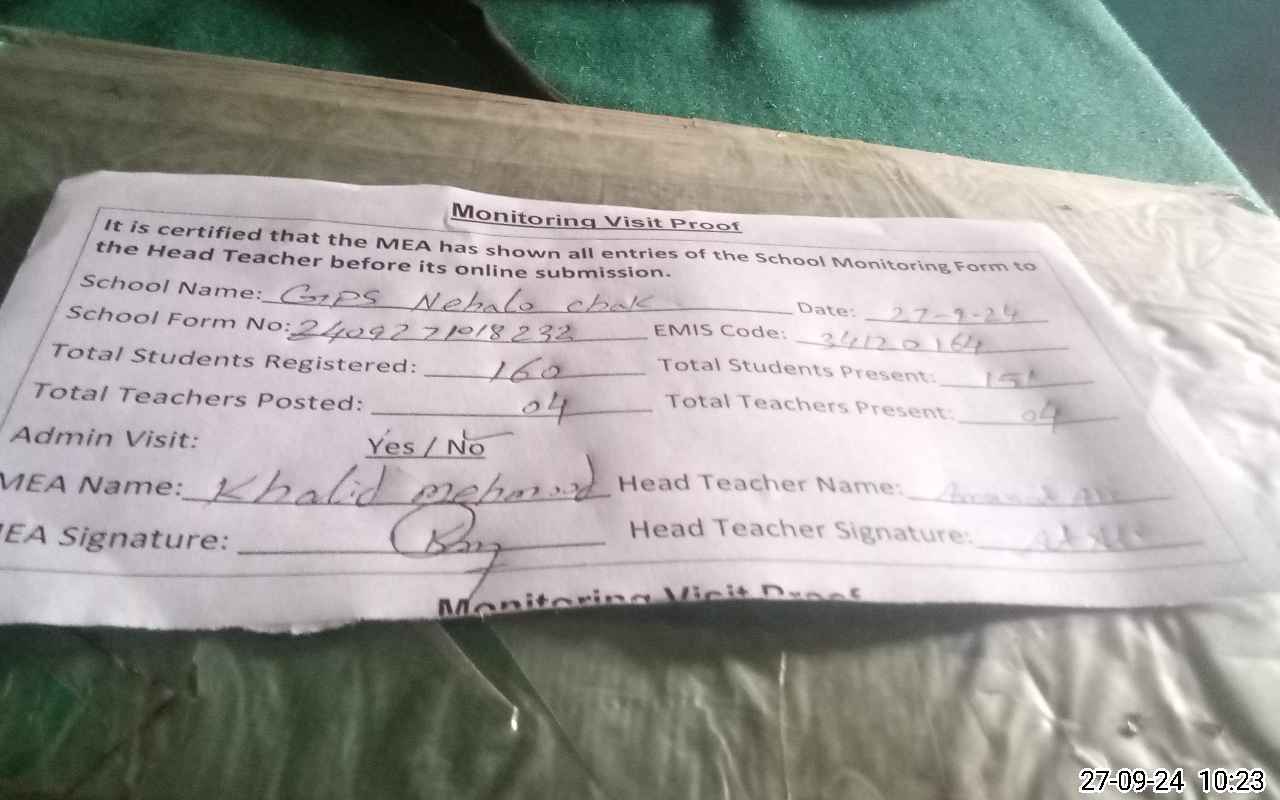 Monitoring Visit Proof
It is certified that the MEA has shown all entries of the School Monitoring Form to
the Head Teacher before its online submission.
School Name: GPS Nehalo chak Date: 27-9-24
School Form No: 2409271018232 EMIS Code: 34120164
Total Students Registered: 160 Total Students Present:
Total Teachers Posted: 04 Total Teachers Present: 04
Admin Visit: Yes / No
MEA Name: Khalid mehmood Head Teacher Name:
EA Signature: Head Teacher Signature:
Monitoring Visit Proof
27-09-24 10:23